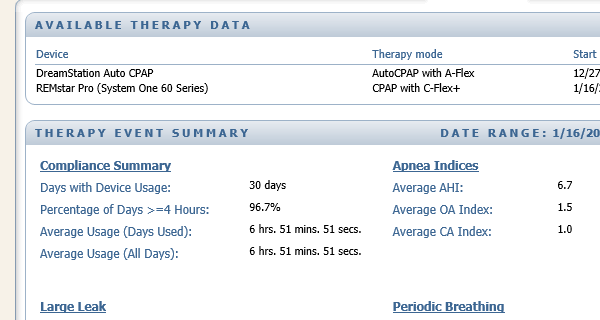 AVAILABLE THERAPY DATA
Device Therapy mode Start
DreamStation Auto CPAP AutoCPAP with A-Flex 12/27
REMstar Pro (System One 60 Series) CPAP with C-Flex+ 1/16/
THERAPY EVENT SUMMARY DATE RANGE: 1/16/20
Compliance Summary Apnea Indices
Days with Device Usage: 30 days Average AHI: 6.7
Percentage of Days >=4 Hours: 96.7% Average OA Index: 1.5
Average Usage (Days Used): 6 hrs. 51 mins. 51 secs. Average CA Index: 1.0
Average Usage (All Days): 6 hrs. 51 mins. 51 secs.
Large Leak Periodic Breathing